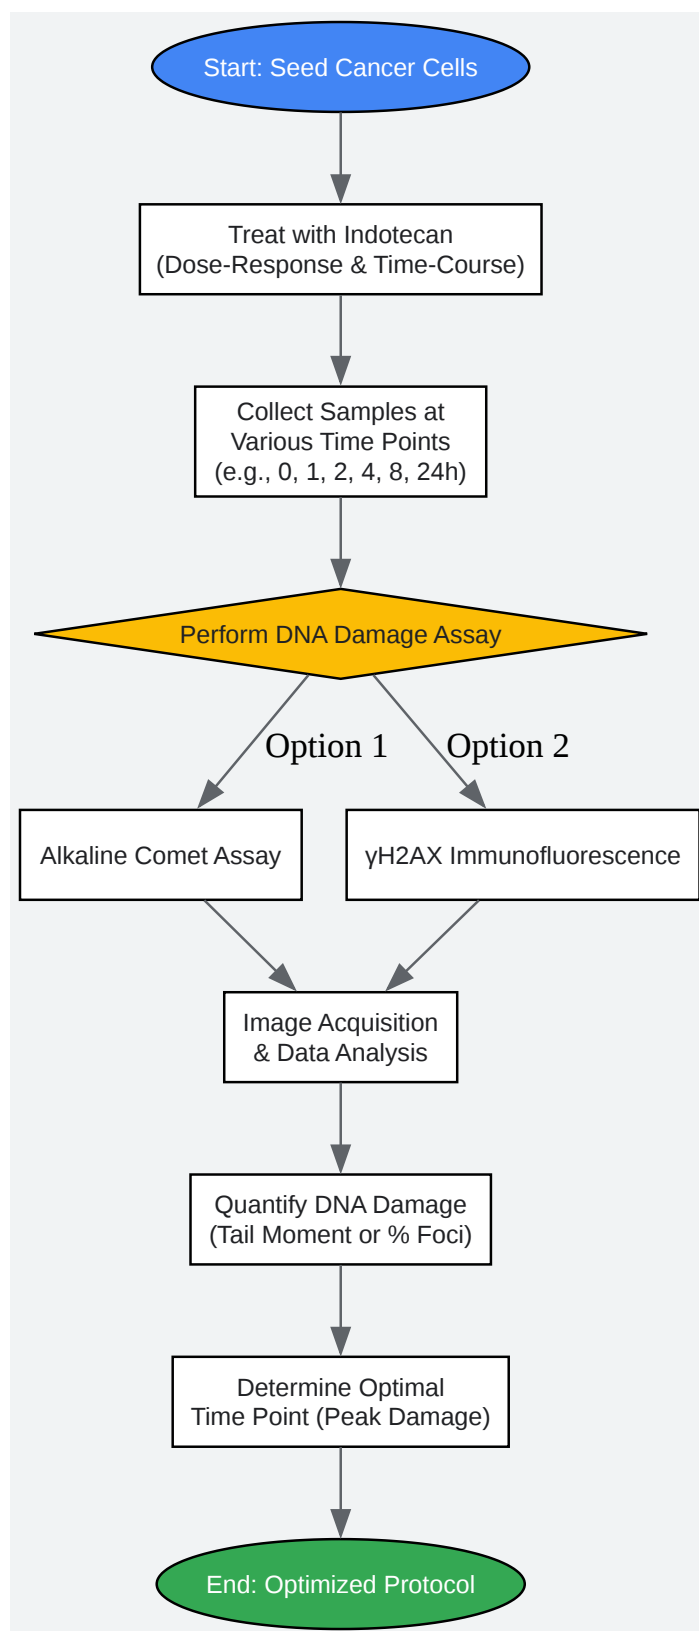 Start: Seed Cancer Cells
Treat with Indotecan
(Dose-Response & Time-Course)
Collect Samples at
Various Time Points
(e.g., 0, 1, 2, 4, 8, 24h)
Perform DNA Damage Assay
Option 1
Option 2
Alkaline Comet Assay
γH2AX Immunofluorescence
Image Acquisition
& Data Analysis
Quantify DNA Damage
(Tail Moment or % Foci)
Determine Optimal
Time Point (Peak Damage)
End: Optimized Protocol